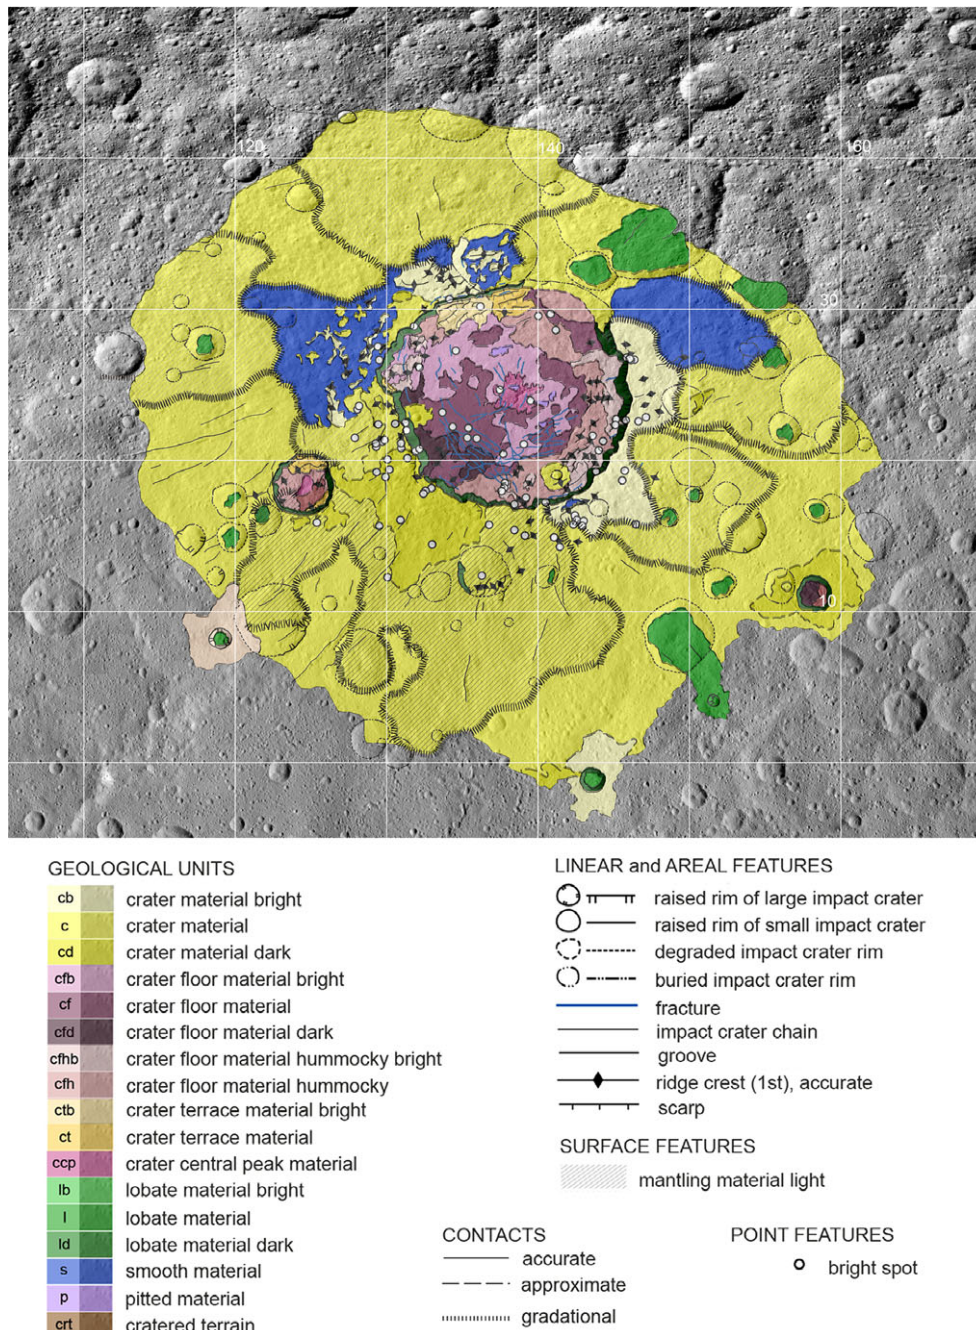 120
140
160
30
10
GEOLOGICAL UNITS
cb crater material bright
c crater material
cd crater material dark
cfb crater floor material bright
cf crater floor material
cfd crater floor material dark
cfhb crater floor material hummocky bright
cfh crater floor material hummocky
ctb crater terrace material bright
ct crater terrace material
ccp crater central peak material
lb lobate material bright
l lobate material
ld lobate material dark
s smooth material
p pitted material
crt cratered terrain
LINEAR and AREAL FEATURES
raised rim of large impact crater
raised rim of small impact crater
degraded impact crater rim
buried impact crater rim
fracture
impact crater chain
groove
ridge crest (1st), accurate
scarp
SURFACE FEATURES
mantling material light
CONTACTS
accurate
approximate
gradational
POINT FEATURES
bright spot